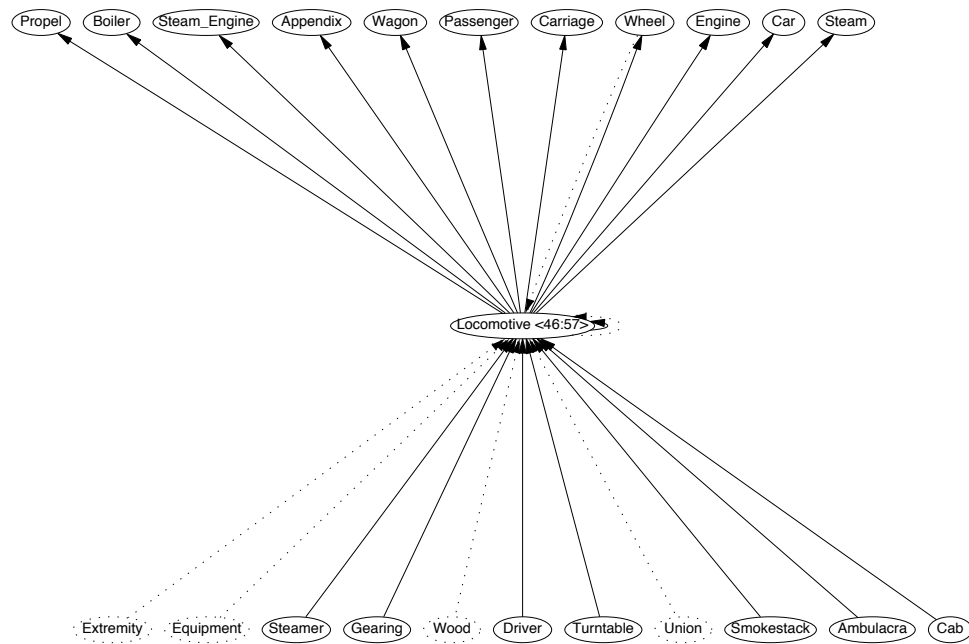 Propel Boiler Steam_Engine Appendix Wagon Passenger Carriage Wheel Engine Car Steam
Locomotive <46:57>
Extremity Equipment Steamer Gearing Wood Driver Turntable Union Smokestack Ambulacra Cab